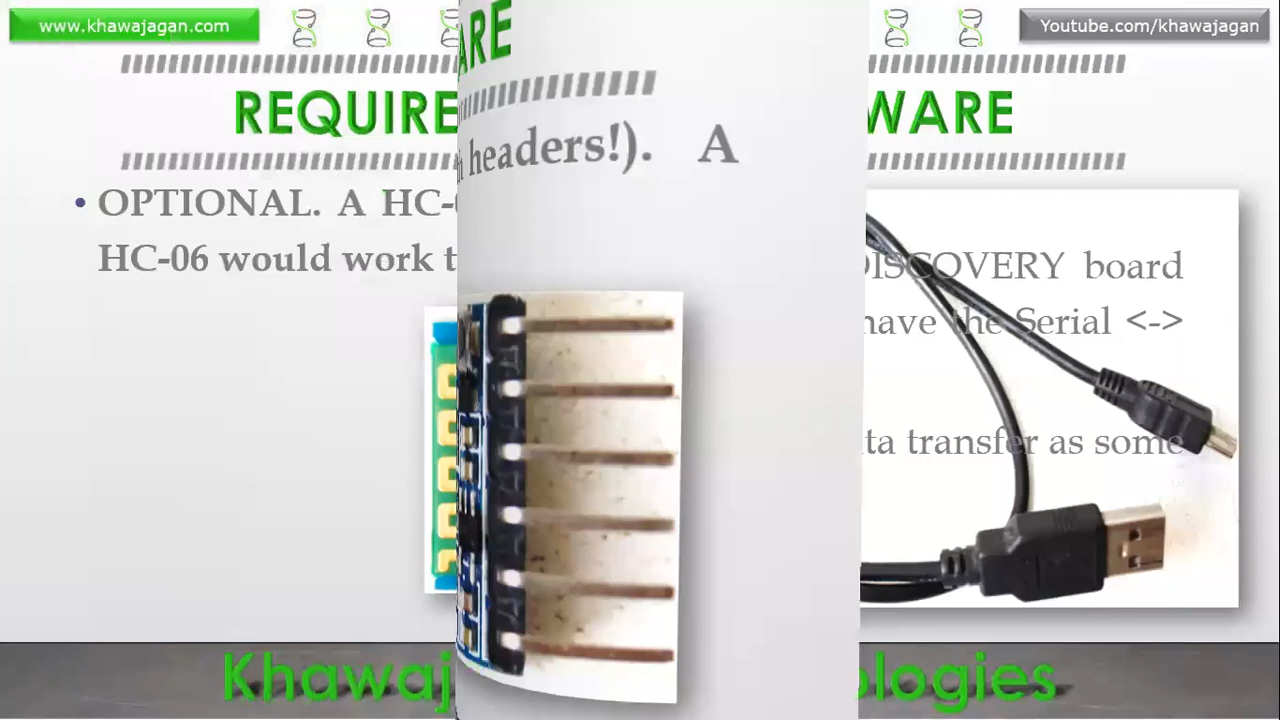 www.khawajagan.com
Youtube.com/khawajagan
REQUIRE
ARE
WARE
OPTIONAL. A HC-0
headers!). A
HC-06 would work t
DISCOVERY board
have the Serial <->
ta transfer as some
Khawaj
ologies